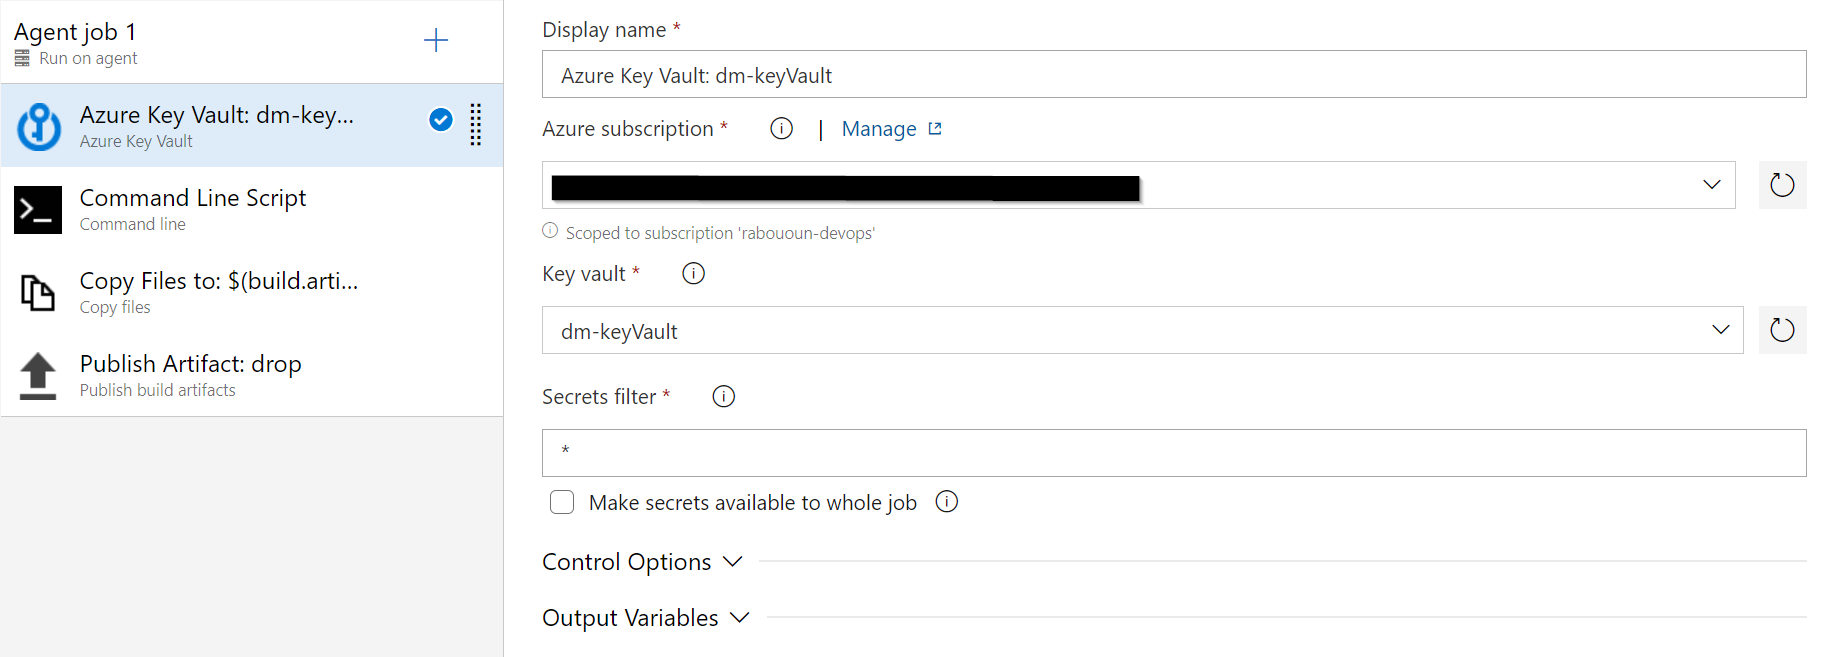 Agent job 1
Run on agent
Azure Key Vault: dm-key...
Azure Key Vault
Command Line Script
Command line
Copy Files to: $(build.arti...
Copy files
Publish Artifact: drop
Publish build artifacts
Display name *
Azure Key Vault: dm-keyVault
Azure subscription * | Manage
Scoped to subscription 'rabououn-devops'
Key vault *
dm-keyVault
Secrets filter *
*
Make secrets available to whole job
Control Options
Output Variables